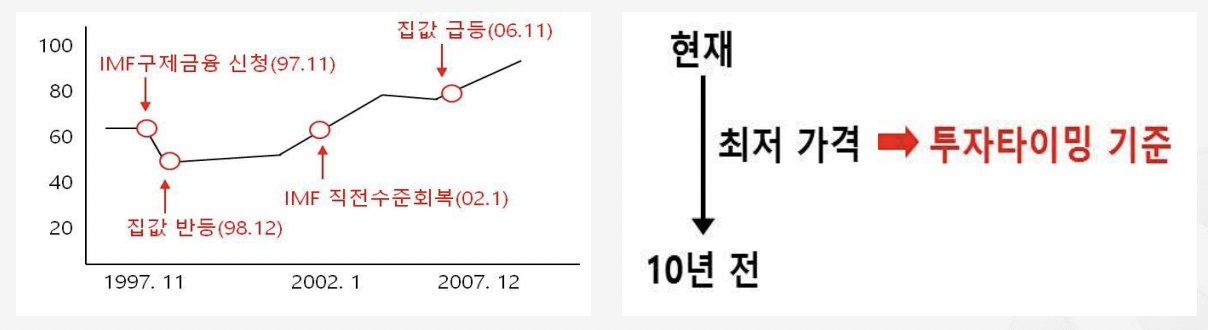 100
80
60
40
20
집값 급등(06.11)
IMF구제금융 신청(97.11)
IMF 직전수준회복(02.1)
집값 반등(98.12)
1997. 11
2002. 1
2007. 12
현재
최저 가격 투자타이밍 기준
10년 전